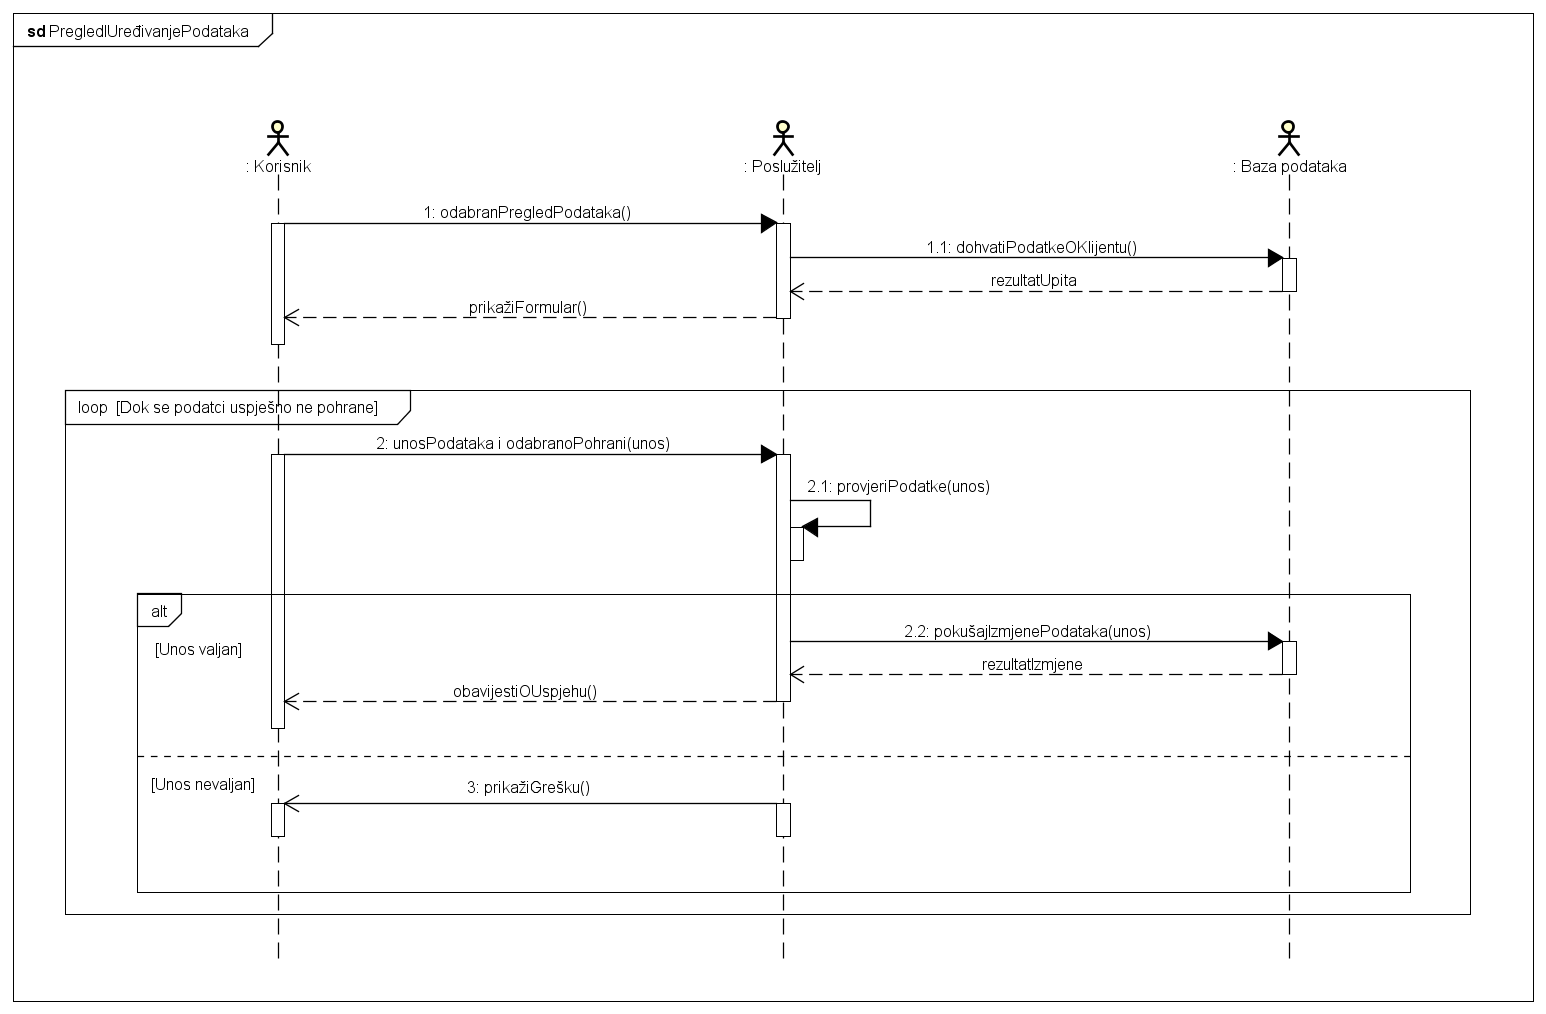 sd PregledIUređivanjePodataka
: Korisnik
: Poslužitelj
: Baza podataka
1: odabranPregledPodataka()
1.1: dohvatiPodatkeOKlijentu()
rezultatUpita
prikažiFormular()
loop [Dok se podatci uspješno ne pohrane]
2: unosPodataka i odabranoPohrani(unos)
2.1: provjeriPodatke(unos)
alt
[Unos valjan]
2.2: pokušajIzmjenePodataka(unos)
rezultatIzmjene
obavijestiOUspjehu()
[Unos nevaljan]
3: prikažiGrešku()